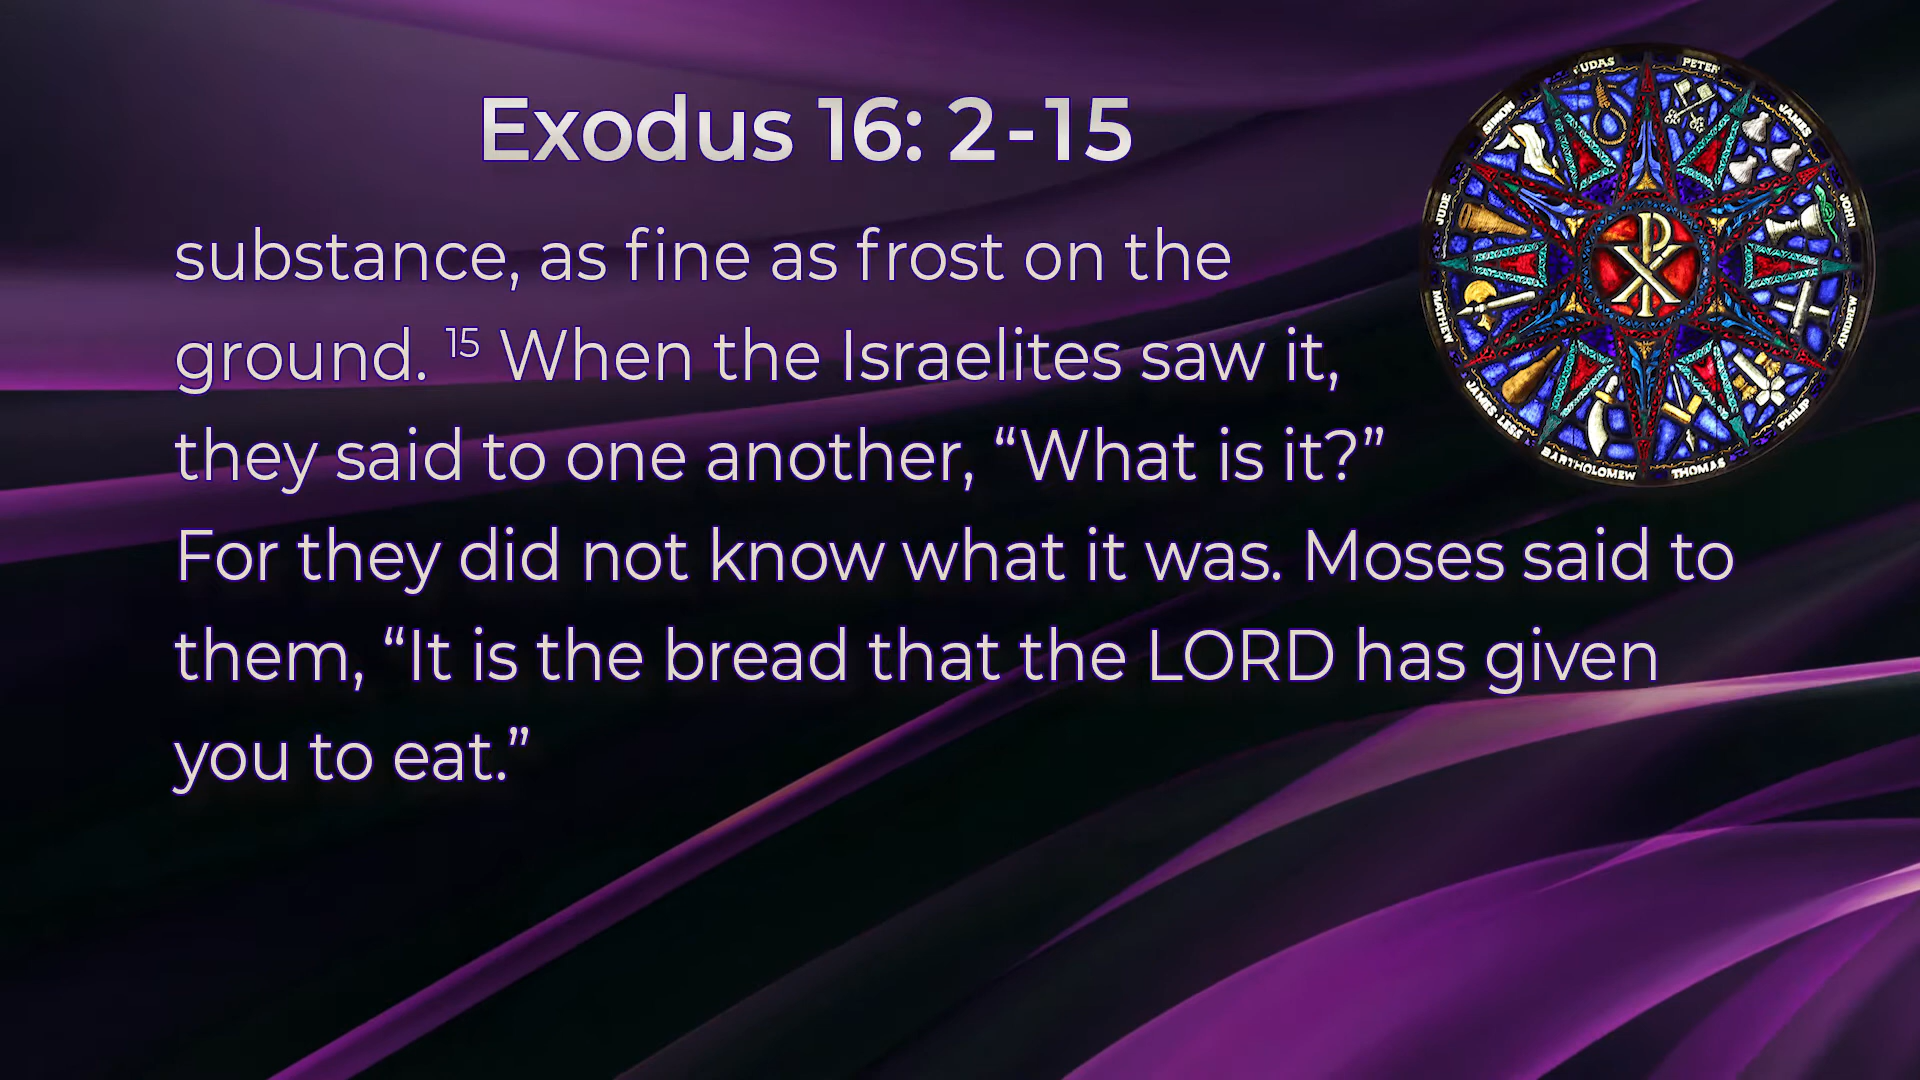 Exodus 16: 2-15
substance, as fine as frost on the
ground. 15 When the Israelites saw it,
they said to one another, “What is it?”
For they did not know what it was. Moses said to
them, “It is the bread that the LORD has given
you to eat.”
JUDAS
PETER
JAMES
JOHN
ANDREW
PHILIP
THOMAS
BARTHOLOMEW
JAMES·LESS
MATHEW
JUDE
SIMON